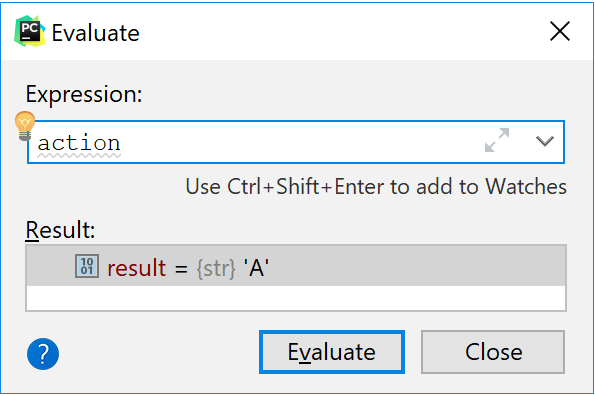 PC Evaluate
Expression:
action
Use Ctrl+Shift+Enter to add to Watches
Result:
10
01 result = {str} 'A'
? Evaluate Close